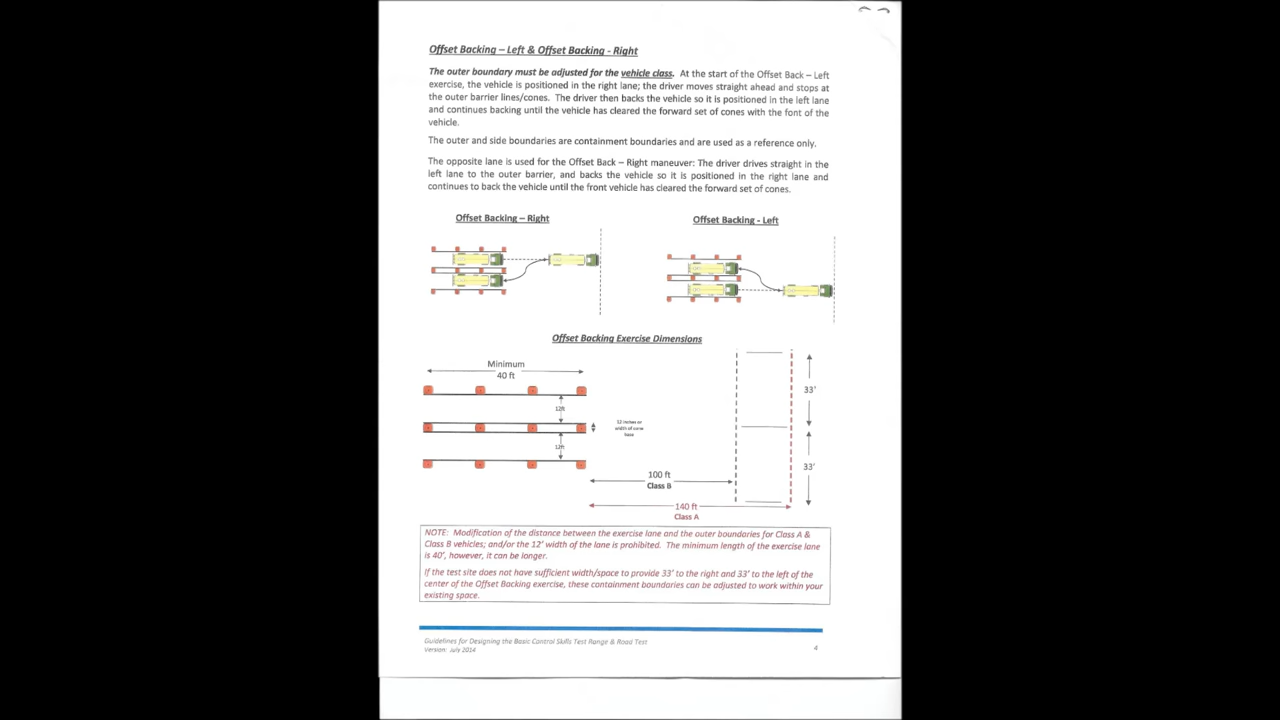 Offset Backing – Left & Offset Backing - Right
The outer boundary must be adjusted for the vehicle class. At the start of the Offset Back – Left
exercise, the vehicle is positioned in the right lane; the driver moves straight ahead and stops at
the outer barrier lines/cones. The driver then backs the vehicle so it is positioned in the left lane
and continues backing until the vehicle has cleared the forward set of cones with the font of the
vehicle.
The outer and side boundaries are containment boundaries and are used as a reference only.
The opposite lane is used for the Offset Back – Right maneuver: The driver drives straight in the
left lane to the outer barrier, and backs the vehicle so it is positioned in the right lane and
continues to back the vehicle until the front vehicle has cleared the forward set of cones.
Offset Backing – Right
Offset Backing - Left
Offset Backing Exercise Dimensions
Minimum
40 ft
12ft
12 inches or
width of cone
base
12ft
33'
33'
100 ft
Class B
140 ft
Class A
NOTE: Modification of the distance between the exercise lane and the outer boundaries for Class A &
Class B vehicles; and/or the 12' width of the lane is prohibited. The minimum length of the exercise lane
is 40', however, it can be longer.
If the test site does not have sufficient width/space to provide 33' to the right and 33' to the left of the
center of the Offset Backing exercise, these containment boundaries can be adjusted to work within your
existing space.
Guidelines for Designing the Basic Control Skills Test Range & Road Test
Version: July 2014
4